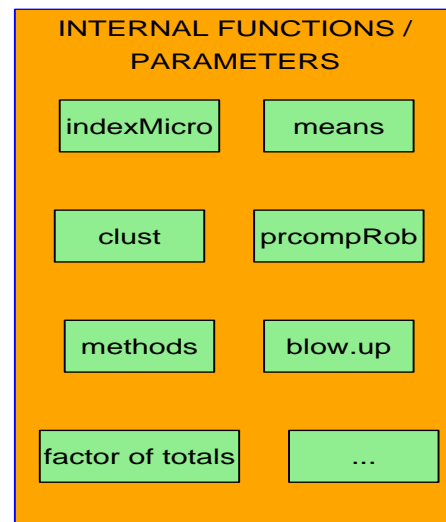 INTERNAL FUNCTIONS /
PARAMETERS
indexMicro means
clust prcompRob
methods blow.up
factor of totals ...